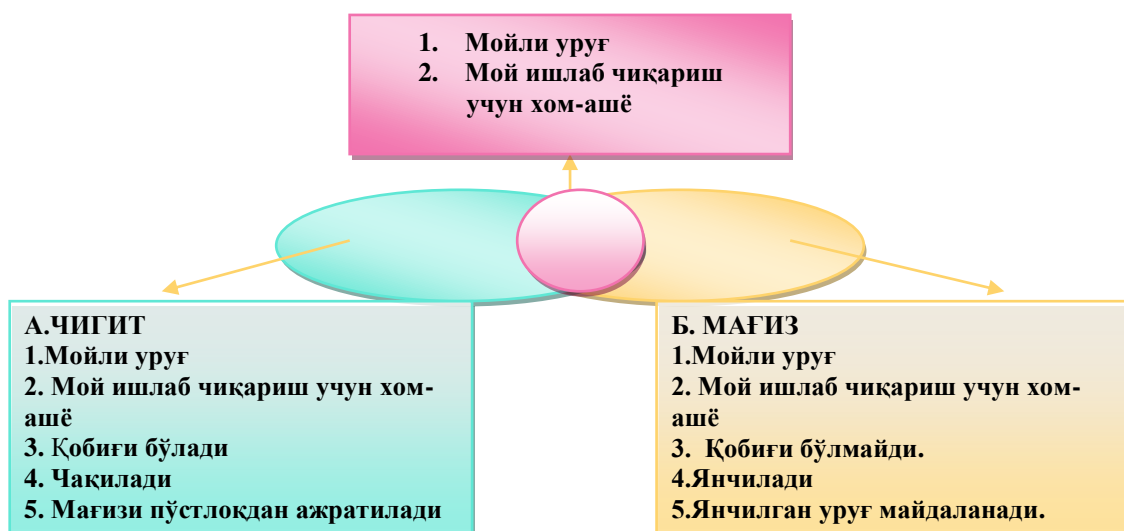 1. Мойли уруғ
2. Мой ишлаб чиқариш
учун хом-ашё
А.ЧИГИТ
1.Мойли уруғ
2. Мой ишлаб чиқариш учун хом-
ашё
3. Қобиғи бўлади
4. Чақилади
5. Мағизи пўстлоқдан ажратилади
Б. МАҒИЗ
1.Мойли уруғ
2. Мой ишлаб чиқариш учун хом-
ашё
3. Қобиғи бўлмайди.
4.Янчилади
5.Янчилган уруғ майдаланади.